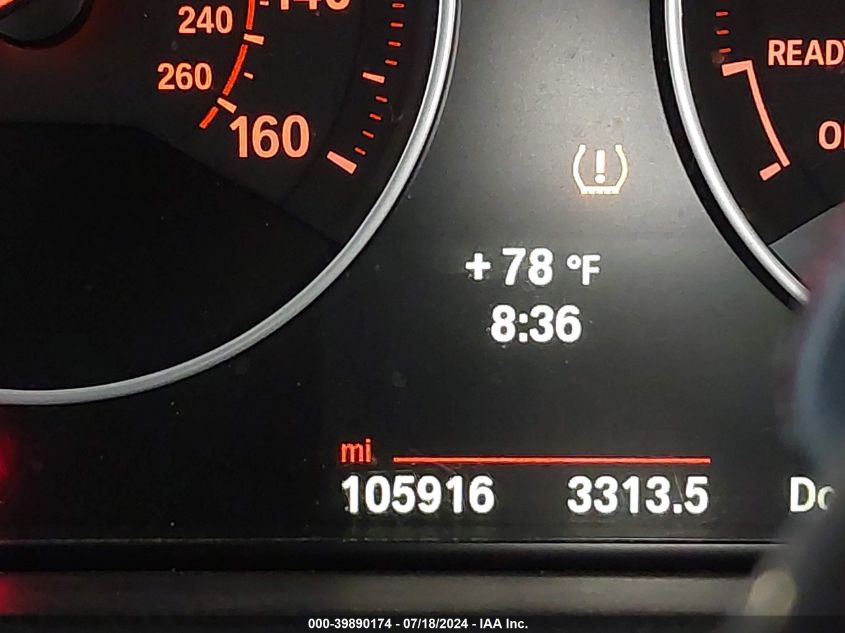 240
260
160
READY
+ 78 °F
8:36
mi
105916 3313.5
000-39890174 - 07/18/2024 - IAA Inc.